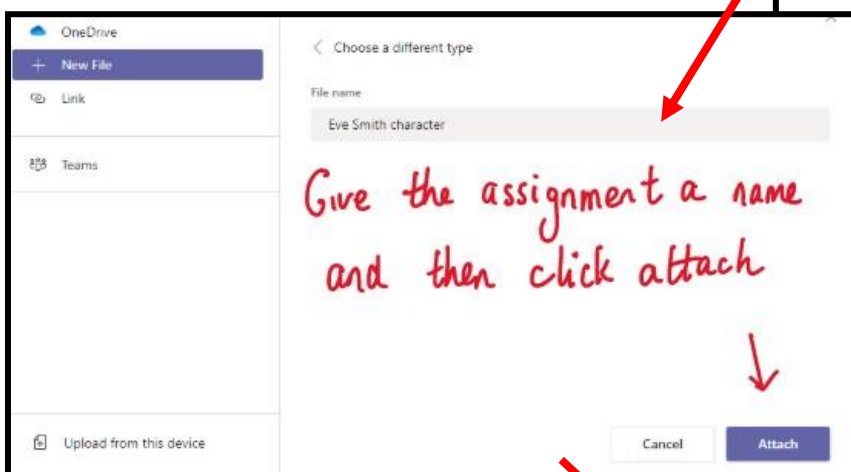 OneDrive
New File
Link
Teams
Upload from this device
Choose a different type
File name
Eve Smith character
Give the assignment a name
and then click attach
Cancel
Attach